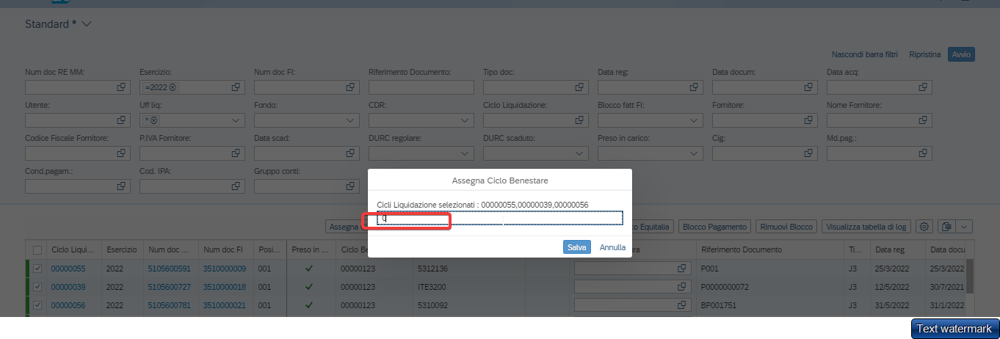 Standard *
Nascondi barra filtri Ripristina Avvio
Num doc RE MM: Esercizio: Num doc FI: Riferimento Documento: Tipo doc: Data reg: Data docum: Data acq:
=2022
Utente: Uff liq: Fondo: CDR: Ciclo Liquidazione: Blocco fatt FI: Fornitore: Nome Fornitore:
*
Codice Fiscale Fornitore: P.IVA Fornitore: Data scad: DURC regolare: DURC scaduto: Preso in carico: Cig: Md.pag.:
Cond.pagam.: Cod. IPA: Gruppo conti:
Assegna Ciclo Benestare
Cicli Liquidazione selezionati : 00000055,00000039,00000056
0
Salva Annulla
Assegna Equitalia Blocco Pagamento Rimuovi Blocco Visualizza tabella di log
Ciclo Liqui... Esercizio Num doc ... Num doc FI Posi... Preso in ... Ciclo Be Riferimento Documento Ti... Data reg Data docu
00000055 2022 5105600591 3510000009 001 00000123 5312136 P001 J3 25/3/2022 25/3/2022
00000039 2022 5105600727 3510000018 001 00000123 ITE3200 P0000000072 J3 12/5/2022 30/7/2021
00000056 2022 5105600781 3510000021 001 00000123 5310092 BP001751 J3 31/5/2022 31/1/2022
Text watermark